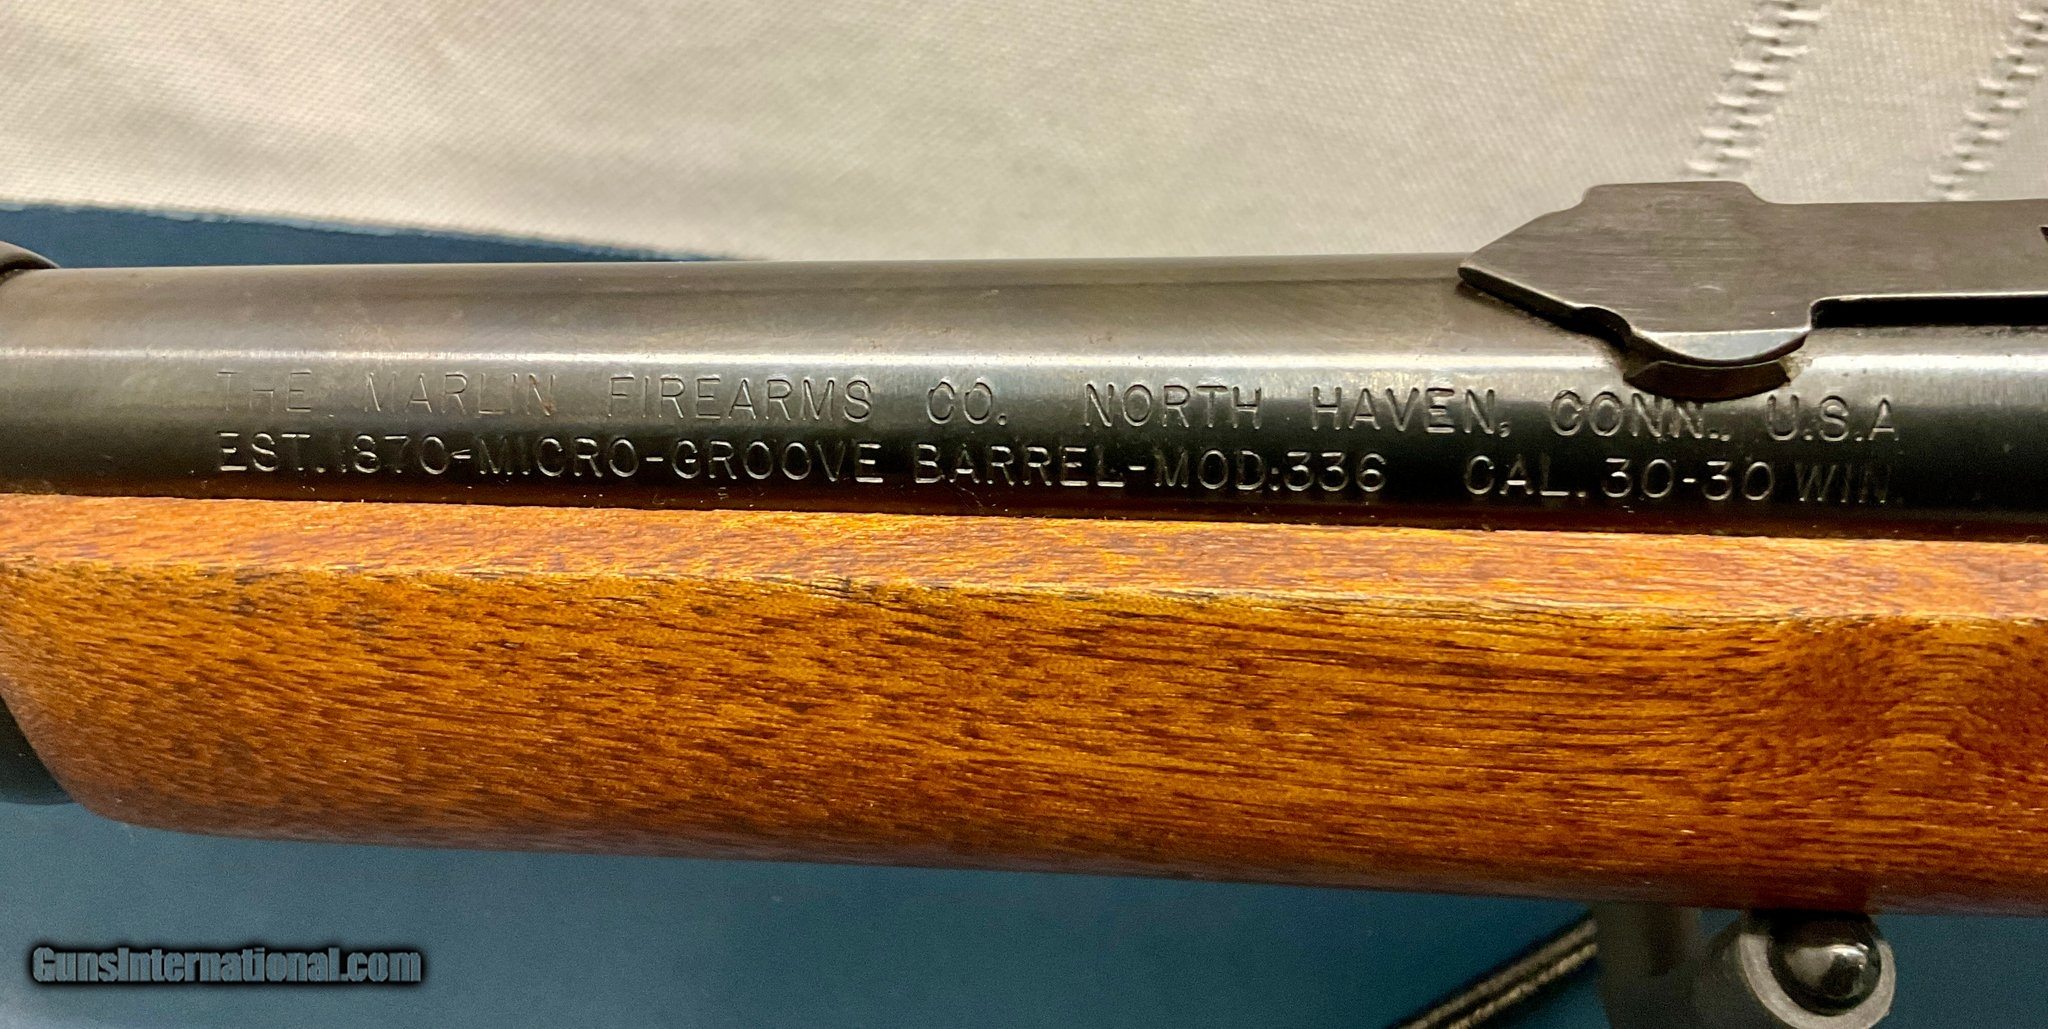 THE MARLIN FIREARMS CO. NORTH HAVEN, CONN., U.S.A
EST. 1870-MICRO-GROOVE BARREL-MOD:336 CAL. 30-30 WIN.
GunsInternational.com